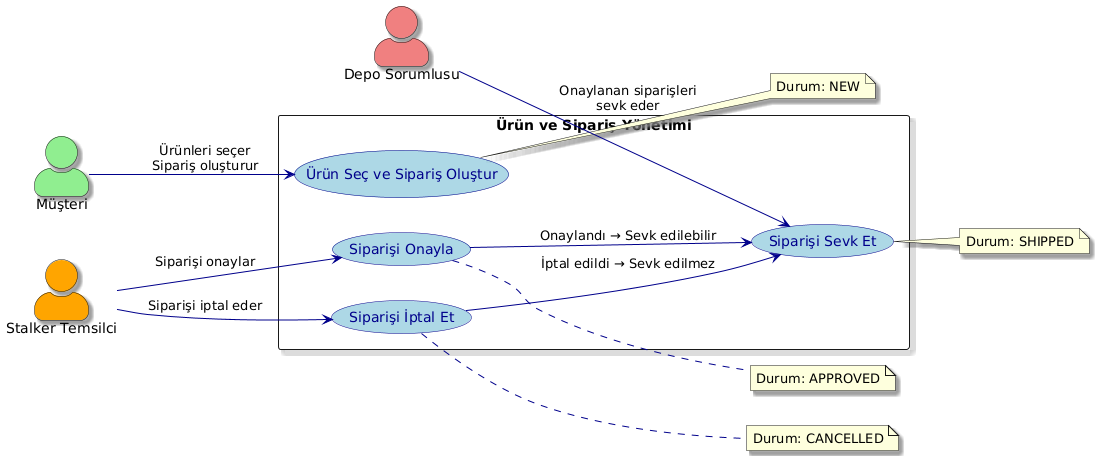 Depo Sorumlusu
Onaylanan siparişleri
sevk eder
Durum: NEW
Ürün ve Sipariş Yönetimi
Ürünleri seçer
Sipariş oluşturur
Müşteri
Ürün Seç ve Sipariş Oluştur
Siparişi Onayla
Onaylandı → Sevk edilebilir
Siparişi Sevk Et
Durum: SHIPPED
Siparişi onaylar
İptal edildi → Sevk edilmez
Siparişi iptal eder
Stalker Temsilci
Siparişi İptal Et
Durum: APPROVED
Durum: CANCELLED